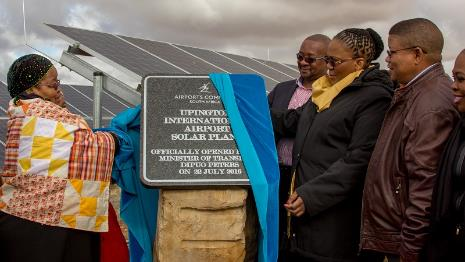 AIRPORTS COMPANY
SOUTH AFRICA
UPINGTON
INTERNATIONAL
AIRPORT
SOLAR PLANT
OFFICIALLY OPENED BY
MINISTER OF TRANSPORT
DIPUO PETERS
ON 22 JULY 2016